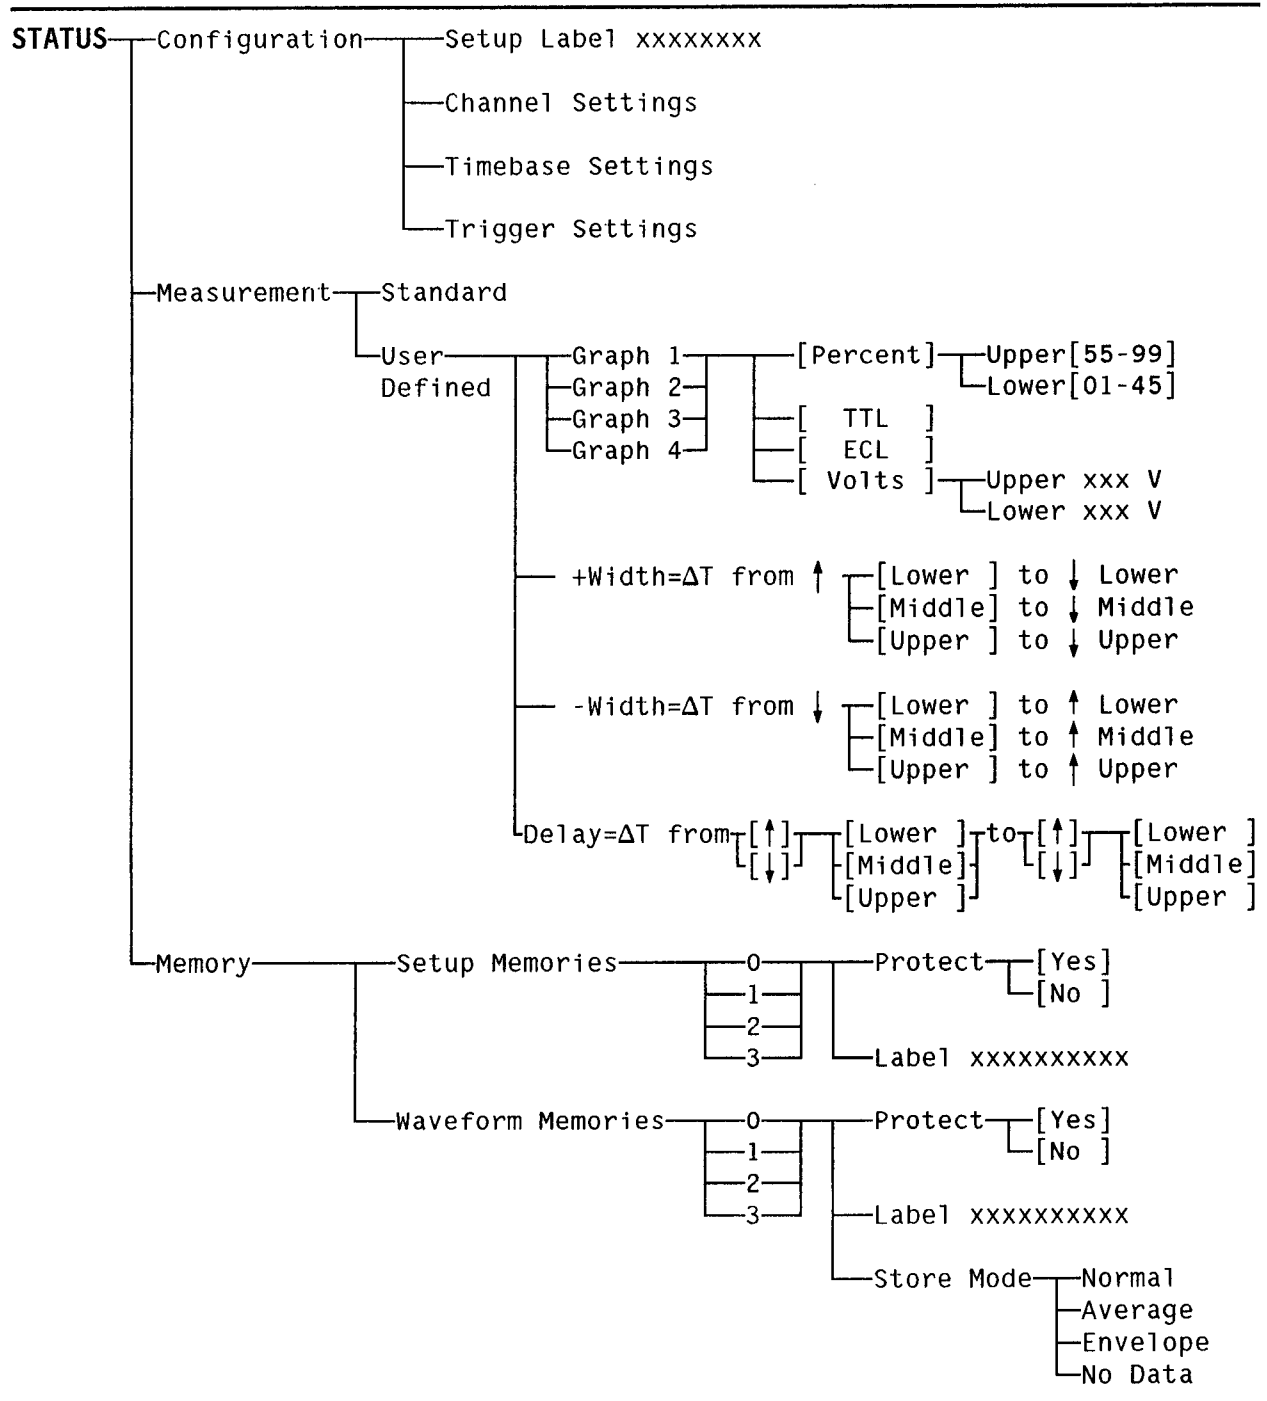 STATUS Configuration Setup Label xxxxxxxx
Channel Settings
Timebase Settings
Trigger Settings
Measurement Standard
User Defined
Graph 1 [Percent] Upper[55-99]
Graph 2 Lower[01-45]
Graph 3 [ TTL ]
Graph 4 [ ECL ]
[ Volts ] Upper xxx V
Lower xxx V
+Width=ΔT from ↑ [Lower ] to ↓ Lower
[Middle] to ↓ Middle
[Upper ] to ↓ Upper
-Width=ΔT from ↓ [Lower ] to ↑ Lower
[Middle] to ↑ Middle
[Upper ] to ↑ Upper
Delay=ΔT from [↑] [Lower ] to [↑] [Lower ]
[↓] [Middle] [↓] [Middle]
[Upper ] [Upper ]
Memory Setup Memories 0 Protect [Yes]
1 [No ]
2
3 Label xxxxxxxxxx
Waveform Memories 0 Protect [Yes]
1 [No ]
2
3 Label xxxxxxxxxx
Store Mode Normal
Average
Envelope
No Data